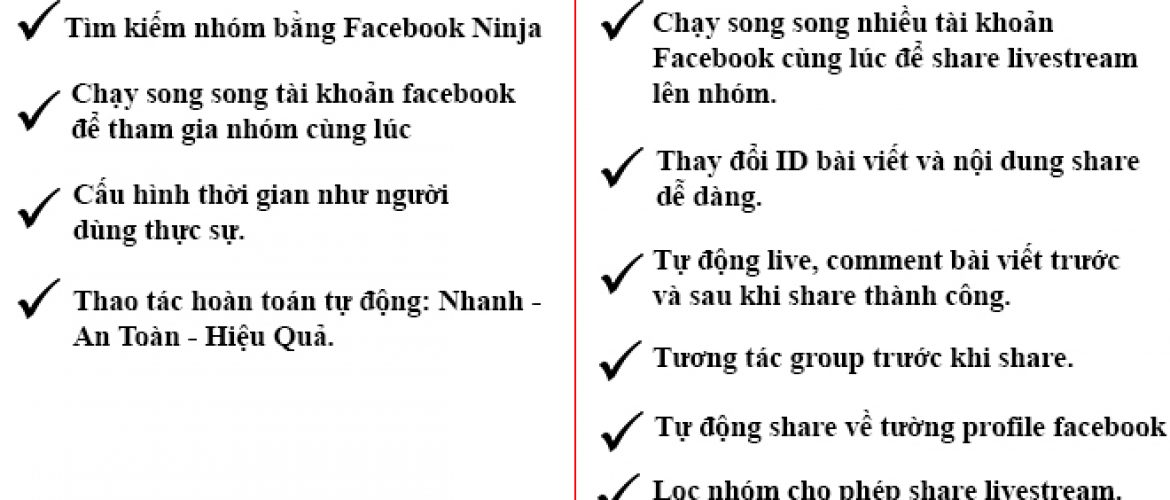 Tìm kiếm nhóm bằng Facebook Ninja
Chạy song song tài khoản facebook
để tham gia nhóm cùng lúc
Cấu hình thời gian như người
dùng thực sự.
Thao tác hoàn toán tự động: Nhanh -
An Toàn - Hiệu Quả.
Chạy song song nhiều tài khoản
Facebook cùng lúc để share livestream
lên nhóm.
Thay đổi ID bài viết và nội dung share
dễ dàng.
Tự động live, comment bài viết trước
và sau khi share thành công.
Tương tác group trước khi share.
Tự động share về tường profile facebook
Lọc nhóm cho phép share livestream.